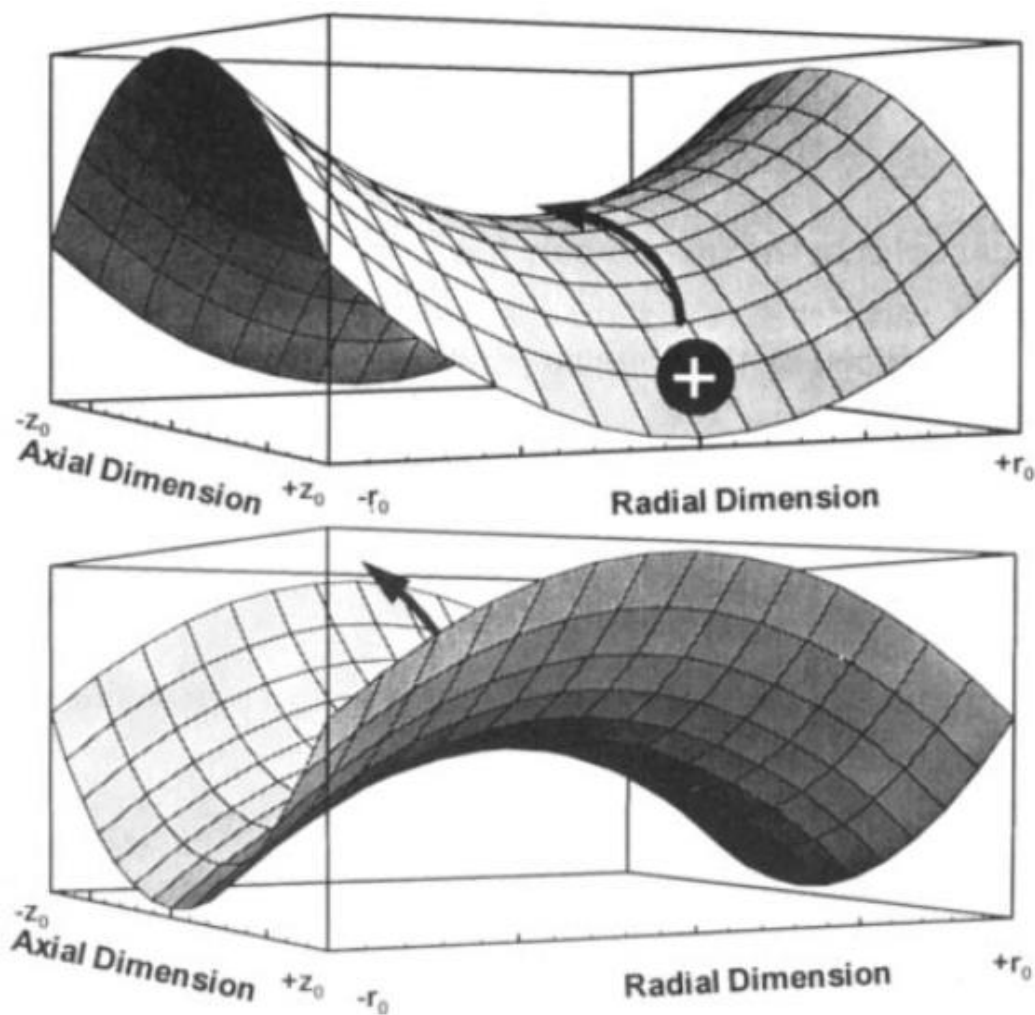 +
-z₀
Axial Dimension
+z₀
-r₀
Radial Dimension
+r₀
-z₀
Axial Dimension
+z₀
-r₀
Radial Dimension
+r₀